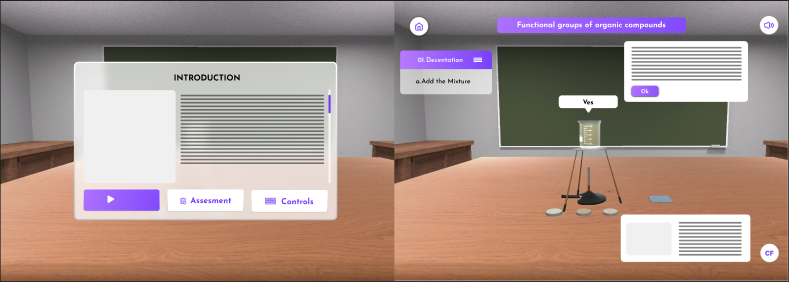 INTRODUCTION
Assesment
Controls
Functional groups of organic compounds
01.Decentation
a.Add the Mixture
Ok
Yes
CF